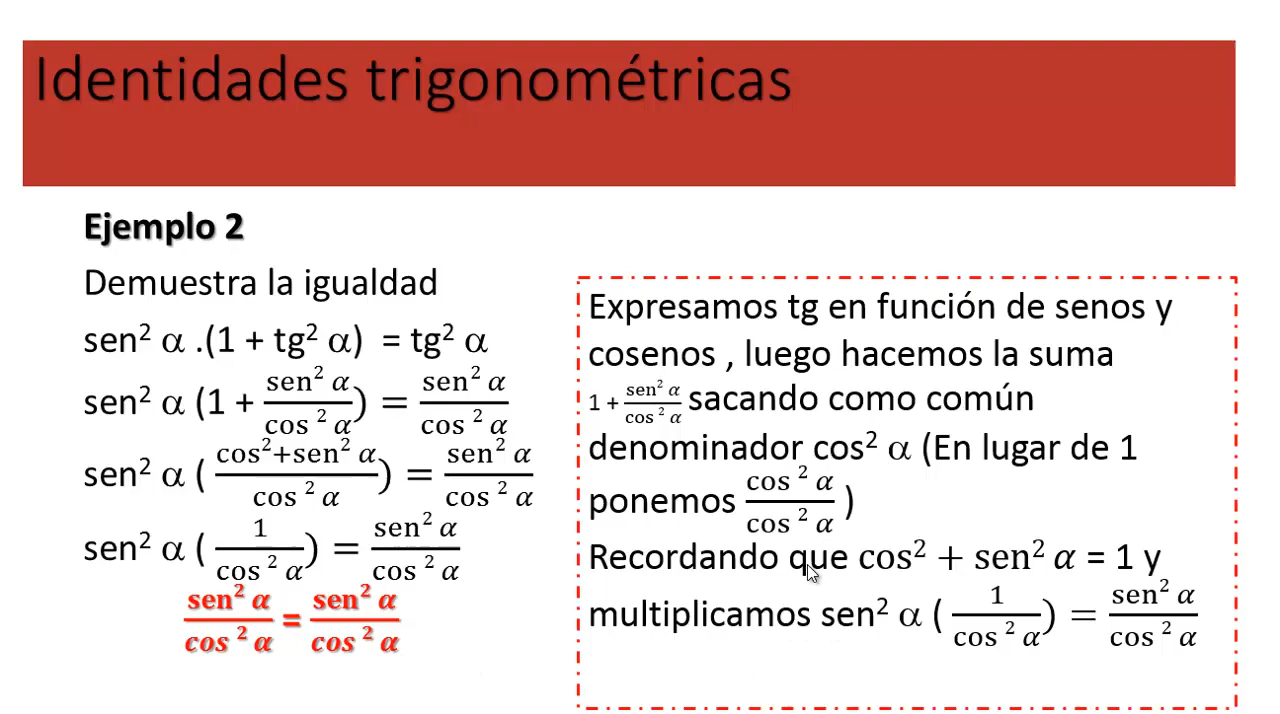 Identidades trigonométricas
Ejemplo 2
Demuestra la igualdad
sen² α .(1 + tg² α) = tg² α
sen² α (1 + sen² α / cos ² α) = sen² α / cos ² α
sen² α ( cos²+sen² α / cos ² α) = sen² α / cos ² α
sen² α ( 1 / cos ² α) = sen² α / cos ² α
sen² α / cos ² α = sen² α / cos ² α
Expresamos tg en función de senos y
cosenos , luego hacemos la suma
1 + sen² α / cos ² α sacando como común
denominador cos² α (En lugar de 1
ponemos cos ² α / cos ² α )
Recordando que cos² + sen² α = 1 y
multiplicamos sen² α ( 1 / cos ² α) = sen² α / cos ² α